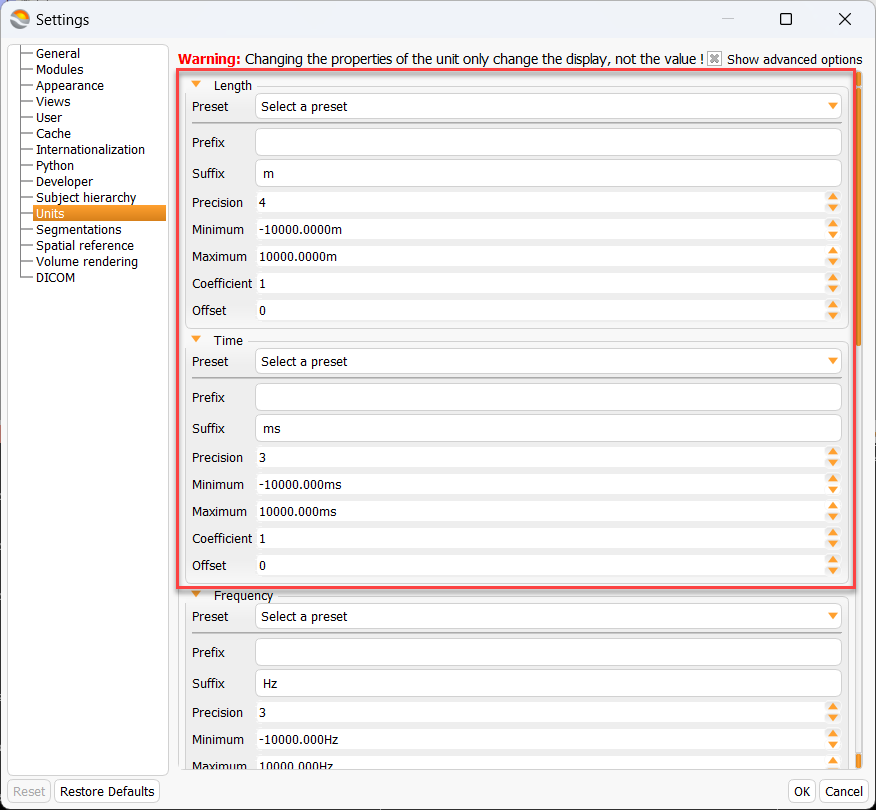 Settings
General
Modules
Appearance
Views
User
Cache
Internationalization
Python
Developer
Subject hierarchy
Units
Segmentations
Spatial reference
Volume rendering
DICOM
Warning: Changing the properties of the unit only change the display, not the value ! Show advanced options
Length
Preset Select a preset
Prefix
Suffix m
Precision 4
Minimum -10000.0000m
Maximum 10000.0000m
Coefficient 1
Offset 0
Time
Preset Select a preset
Prefix
Suffix ms
Precision 3
Minimum -10000.000ms
Maximum 10000.000ms
Coefficient 1
Offset 0
Frequency
Preset Select a preset
Prefix
Suffix Hz
Precision 3
Minimum -10000.000Hz
Maximum 10000.000Hz
Reset Restore Defaults OK Cancel